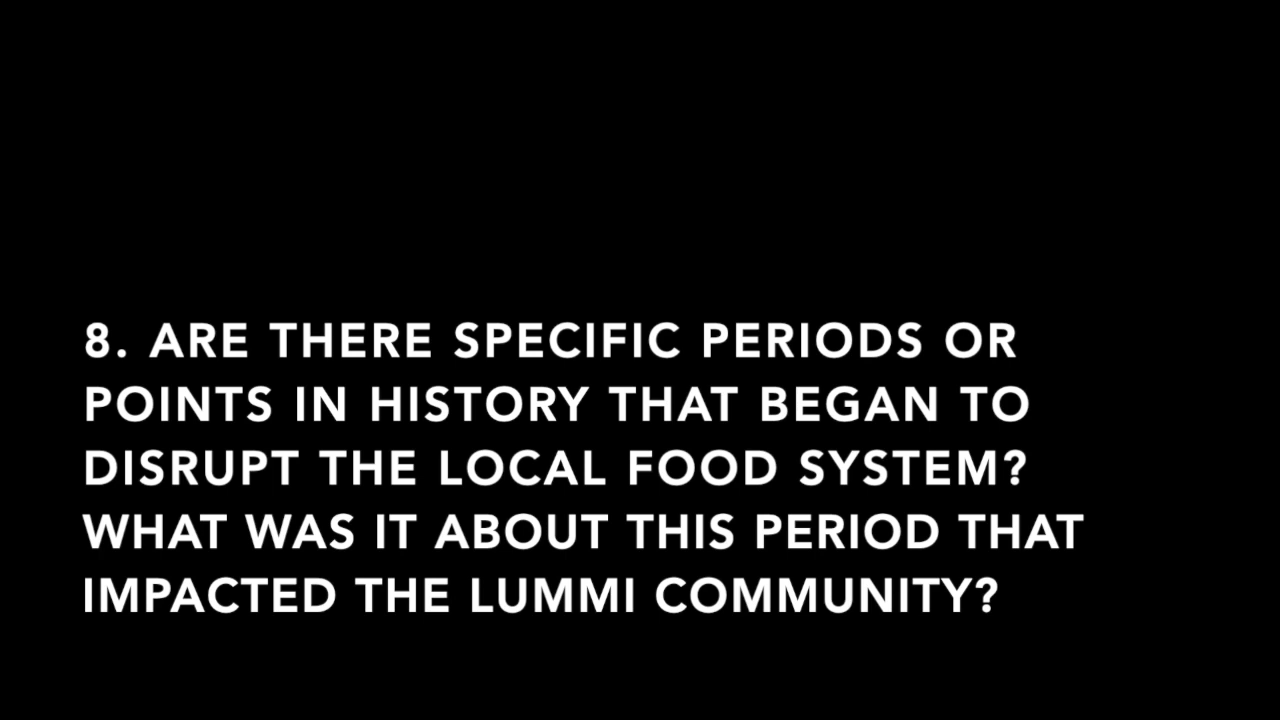 8. ARE THERE SPECIFIC PERIODS OR
POINTS IN HISTORY THAT BEGAN TO
DISRUPT THE LOCAL FOOD SYSTEM?
WHAT WAS IT ABOUT THIS PERIOD THAT
IMPACTED THE LUMMI COMMUNITY?